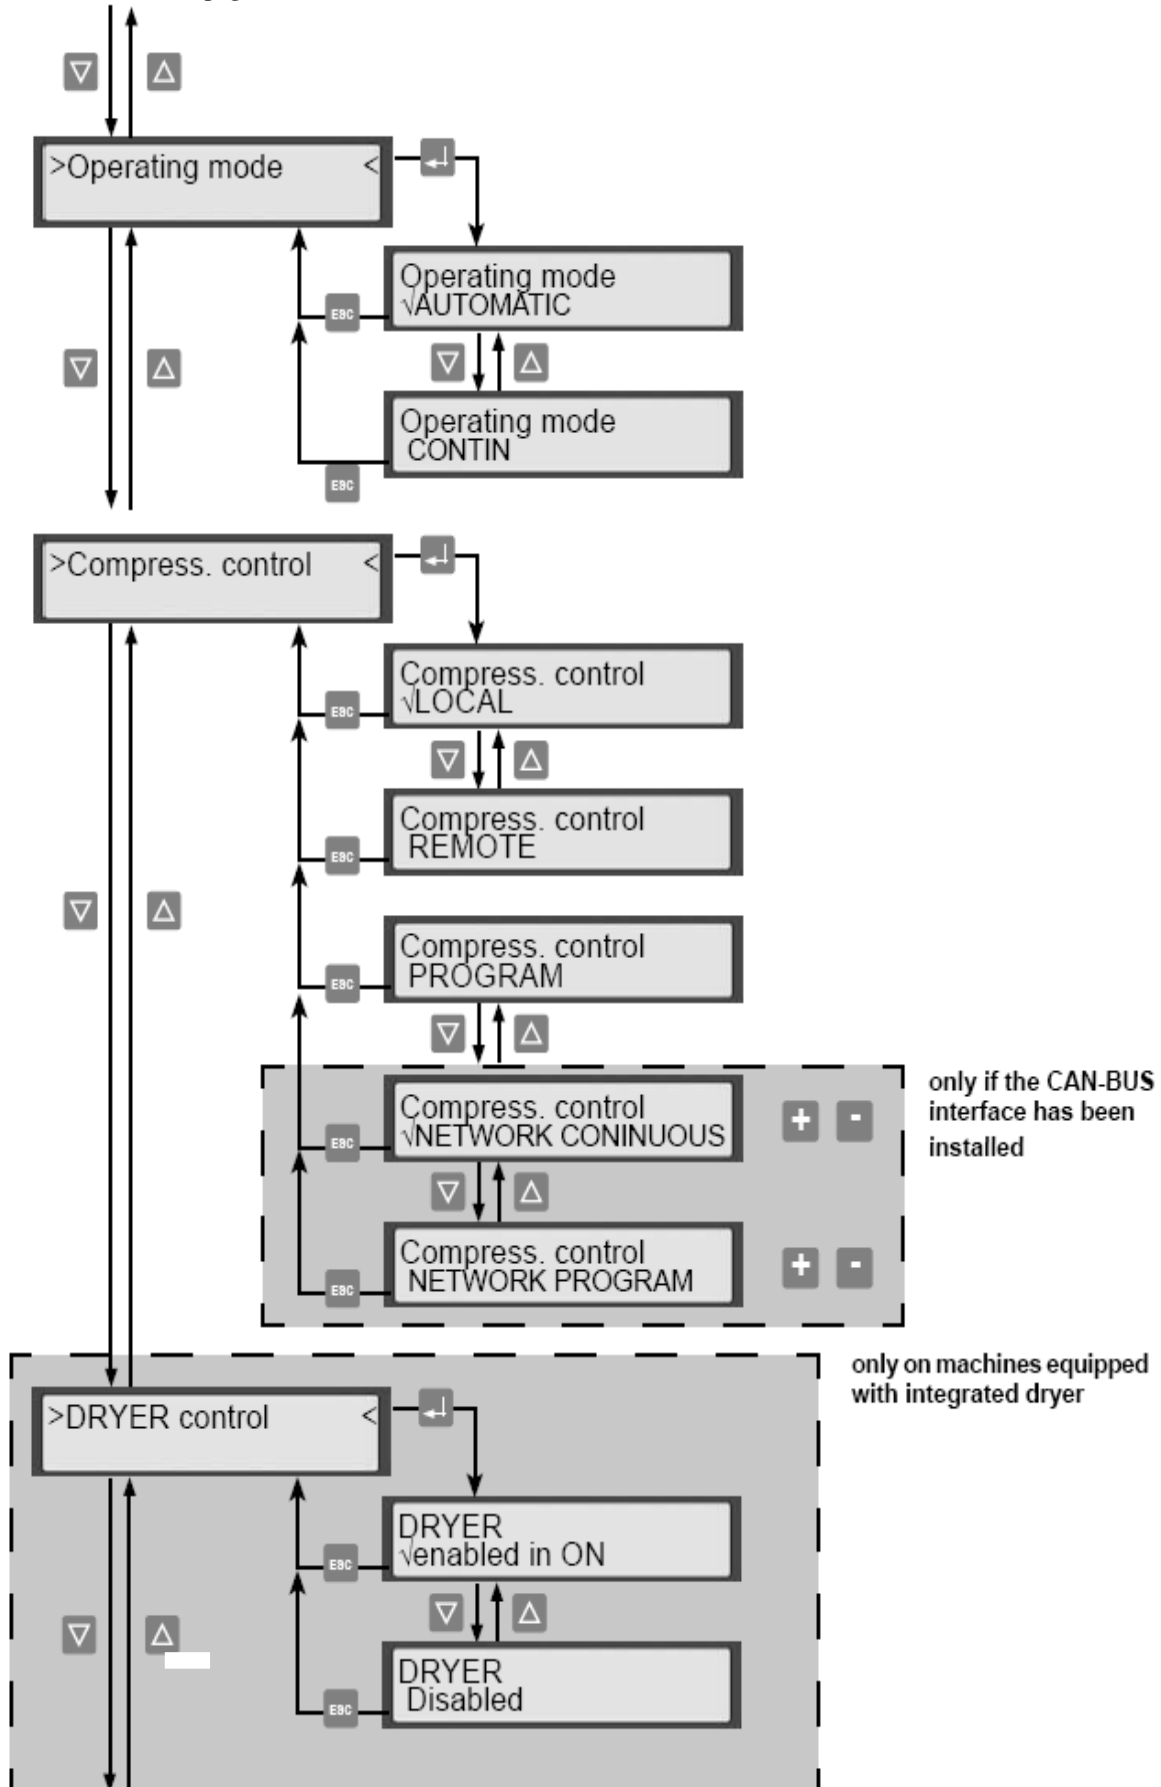 >Operating mode <
Operating mode
√AUTOMATIC
ESC
Operating mode
CONTIN
ESC
>Compress. control <
Compress. control
√LOCAL
ESC
Compress. control
REMOTE
ESC
Compress. control
PROGRAM
ESC
only if the CAN-BUS
interface has been
installed
Compress. control
√NETWORK CONINUOUS
+ -
ESC
Compress. control
NETWORK PROGRAM
+ -
ESC
only on machines equipped
with integrated dryer
>DRYER control <
DRYER
√enabled in ON
ESC
DRYER
Disabled
ESC